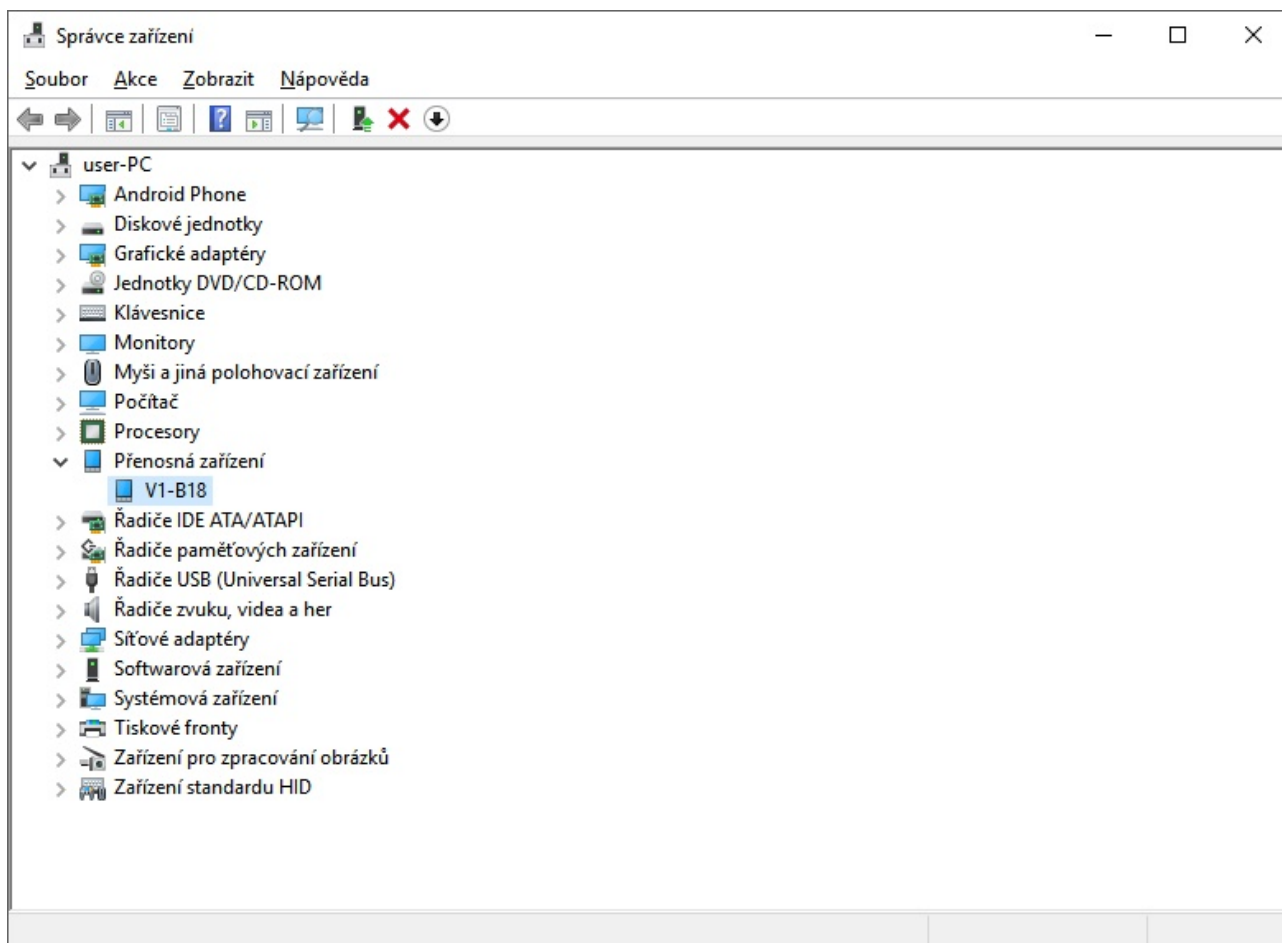 Správce zařízení
Soubor Akce Zobrazit Nápověda
user-PC
Android Phone
Diskové jednotky
Grafické adaptéry
Jednotky DVD/CD-ROM
Klávesnice
Monitory
Myši a jiná polohovací zařízení
Počítač
Procesory
Přenosná zařízení
V1-B18
Řadiče IDE ATA/ATAPI
Řadiče paměťových zařízení
Řadiče USB (Universal Serial Bus)
Řadiče zvuku, videa a her
Síťové adaptéry
Softwarová zařízení
Systémová zařízení
Tiskové fronty
Zařízení pro zpracování obrázků
Zařízení standardu HID